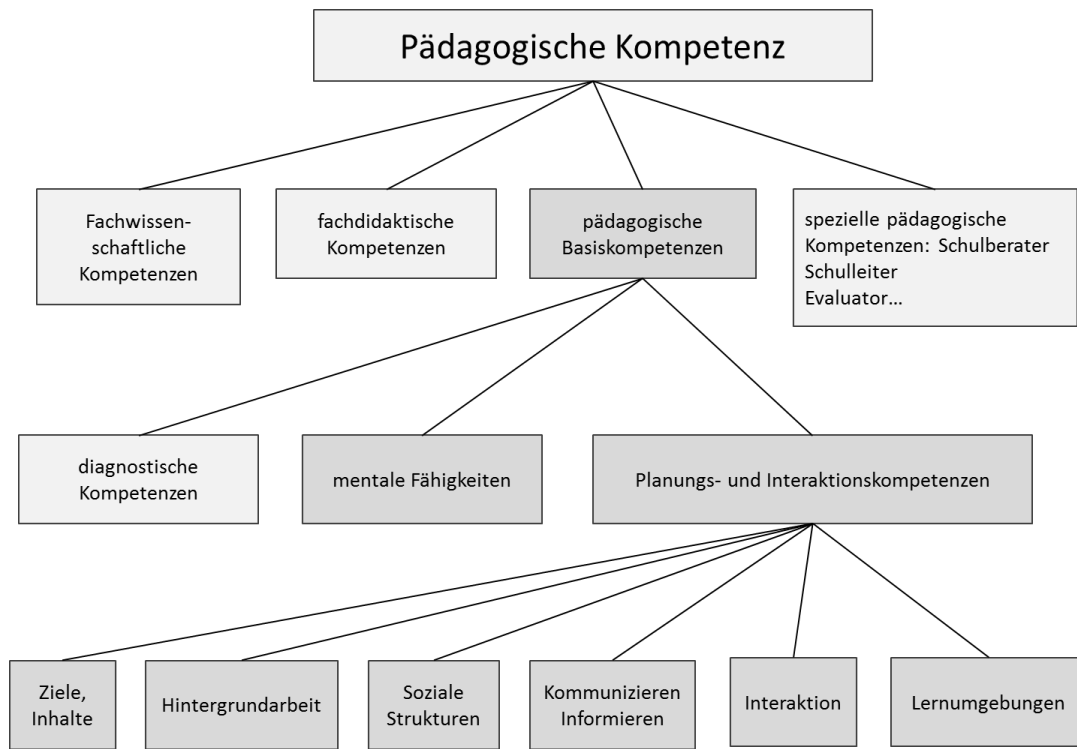 Pädagogische Kompetenz
Fachwissen-
schaftliche
Kompetenzen
fachdidaktische
Kompetenzen
pädagogische
Basiskompetenzen
spezielle pädagogische
Kompetenzen: Schulberater
Schulleiter
Evaluator...
diagnostische
Kompetenzen
mentale Fähigkeiten
Planungs- und Interaktionskompetenzen
Ziele,
Inhalte
Hintergrundarbeit
Soziale
Strukturen
Kommunizieren
Informieren
Interaktion
Lernumgebungen